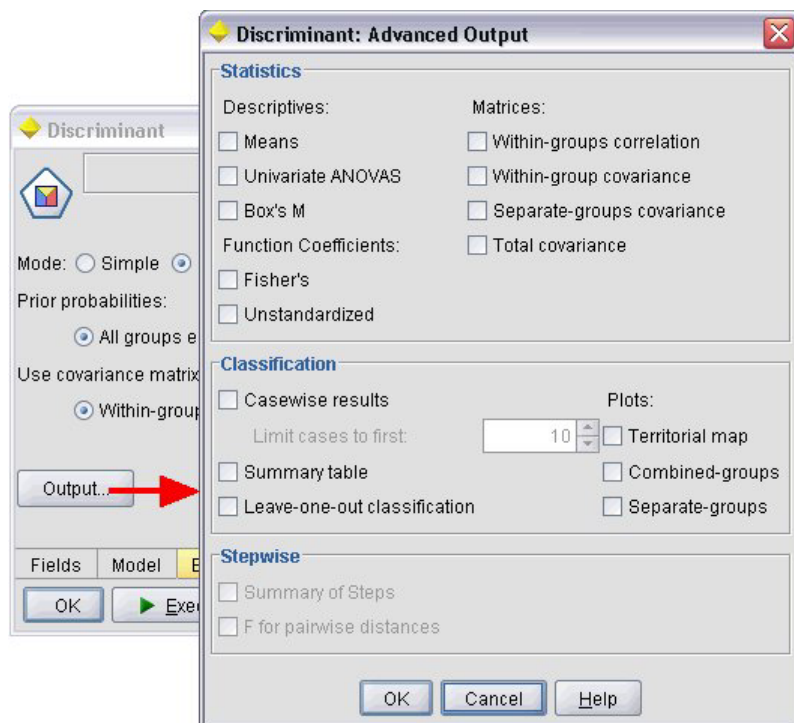 Discriminant: Advanced Output
Statistics
Descriptives:
Means
Univariate ANOVAS
Box's M
Function Coefficients:
Fisher's
Unstandardized
Matrices:
Within-groups correlation
Within-group covariance
Separate-groups covariance
Total covariance
Classification
Casewise results
Limit cases to first: 10
Summary table
Leave-one-out classification
Plots:
Territorial map
Combined-groups
Separate-groups
Stepwise
Summary of Steps
F for pairwise distances
OK Cancel Help
Discriminant
Mode: Simple
Prior probabilities:
All groups e
Use covariance matrix
Within-group
Output...
Fields Model E
OK Exe